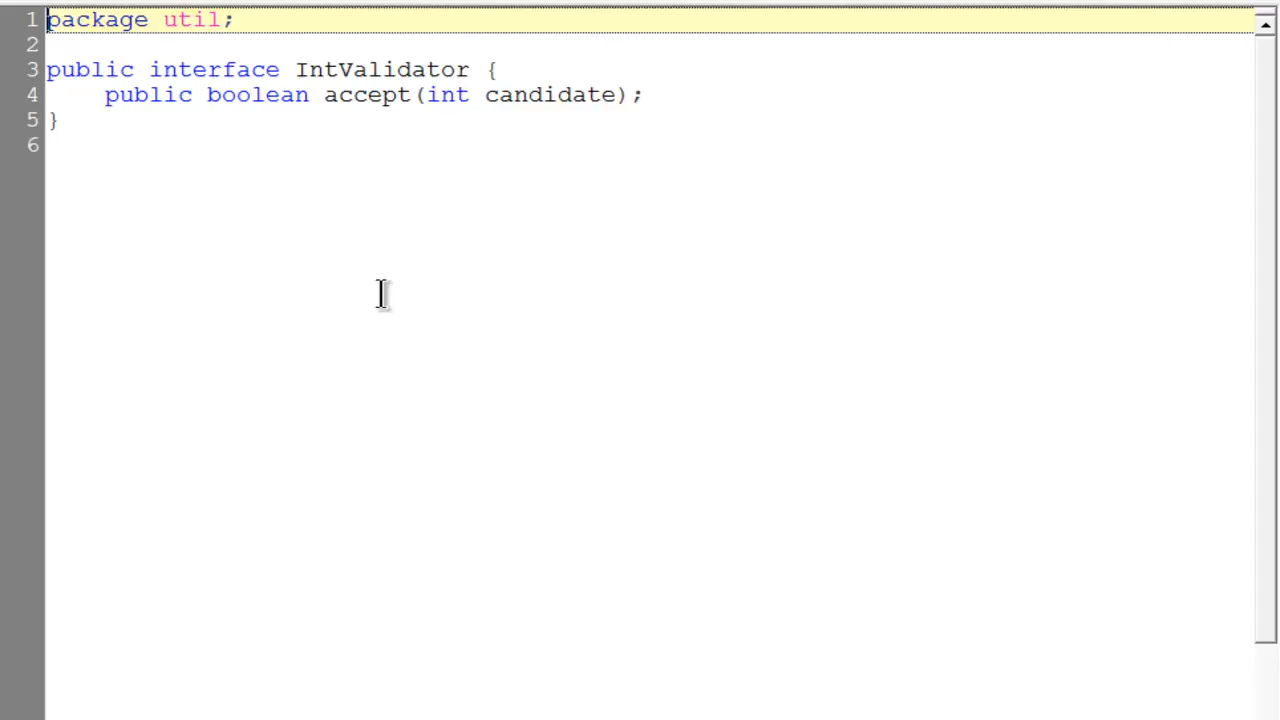 1 package util;
2
3 public interface IntValidator {
4     public boolean accept(int candidate);
5 }
6